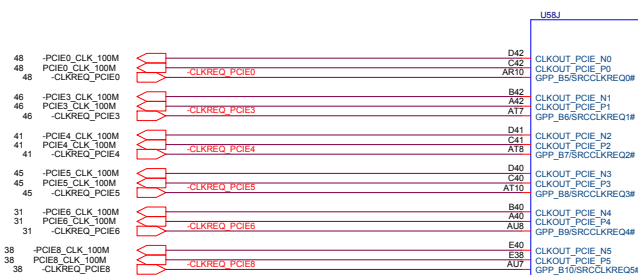 U58J
48 -PCIE0_CLK_100M D42 CLKOUT_PCIE_N0
48 PCIE0_CLK_100M C42 CLKOUT_PCIE_P0
48 -CLKREQ_PCIE0 -CLKREQ_PCIE0 AR10 GPP_B5/SRCCLKREQ0#
46 -PCIE3_CLK_100M B42 CLKOUT_PCIE_N1
46 PCIE3_CLK_100M A42 CLKOUT_PCIE_P1
46 -CLKREQ_PCIE3 -CLKREQ_PCIE3 AT7 GPP_B6/SRCCLKREQ1#
41 -PCIE4_CLK_100M D41 CLKOUT_PCIE_N2
41 PCIE4_CLK_100M C41 CLKOUT_PCIE_P2
41 -CLKREQ_PCIE4 -CLKREQ_PCIE4 AT8 GPP_B7/SRCCLKREQ2#
45 -PCIE5_CLK_100M D40 CLKOUT_PCIE_N3
45 PCIE5_CLK_100M C40 CLKOUT_PCIE_P3
45 -CLKREQ_PCIE5 -CLKREQ_PCIE5 AT10 GPP_B8/SRCCLKREQ3#
31 -PCIE6_CLK_100M B40 CLKOUT_PCIE_N4
31 PCIE6_CLK_100M A40 CLKOUT_PCIE_P4
31 -CLKREQ_PCIE6 -CLKREQ_PCIE6 AU8 GPP_B9/SRCCLKREQ4#
38 -PCIE8_CLK_100M E40 CLKOUT_PCIE_N5
38 PCIE8_CLK_100M E38 CLKOUT_PCIE_P5
38 -CLKREQ_PCIE8 -CLKREQ_PCIE8 AU7 GPP_B10/SRCCLKREQ5#